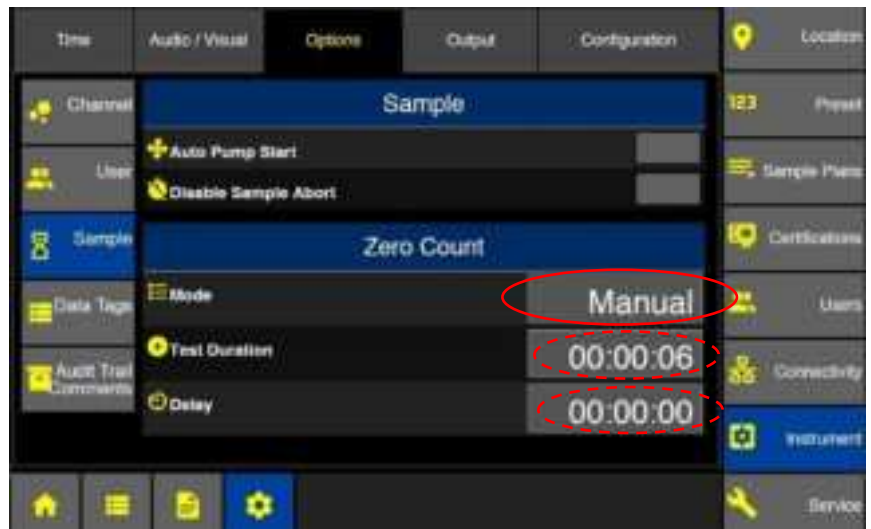 Time Audio / Visual Options Output Configuration
Location
Channel
Sample
123 Preset
Auto Pump Start
User
Sample Plans
Disable Sample Abort
Sample
Zero Count
Certifications
Mode
Manual
Data Tags
Users
Test Duration
00:00:06
Audit Trail
Comments
Connectivity
Delay
00:00:00
Instrument
Service